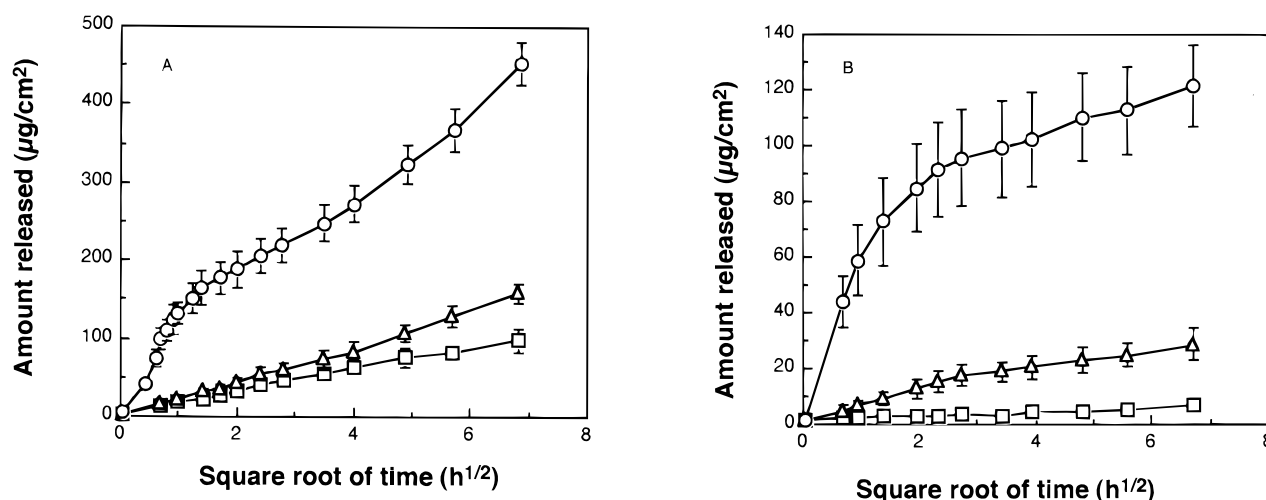 500
400
300
200
100
0
0 2 4 6 8
A
Amount released (µg/cm2)
Square root of time (h1/2)
140
120
100
80
60
40
20
0
0 2 4 6 8
B
Amount released (µg/cm2)
Square root of time (h1/2)